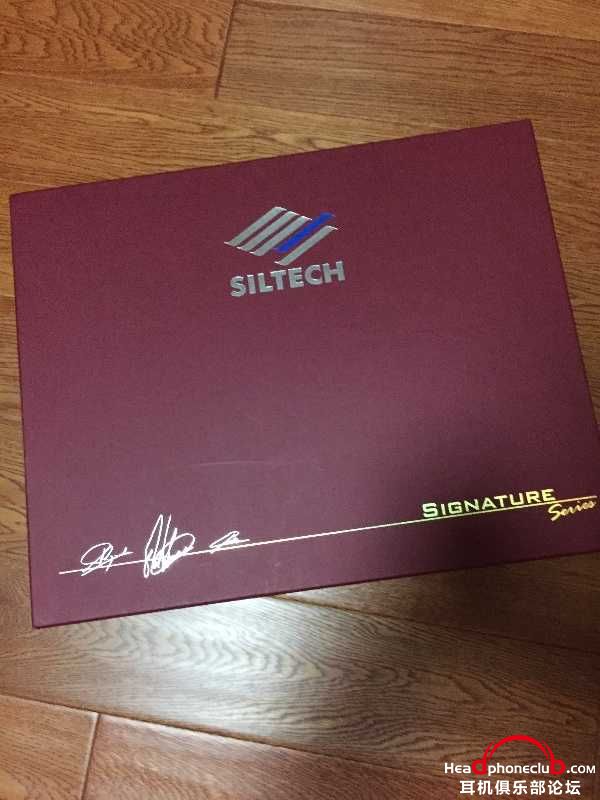 SILTECH
SIGNATURE
Series
Headphoneclub.com
耳机俱乐部论坛